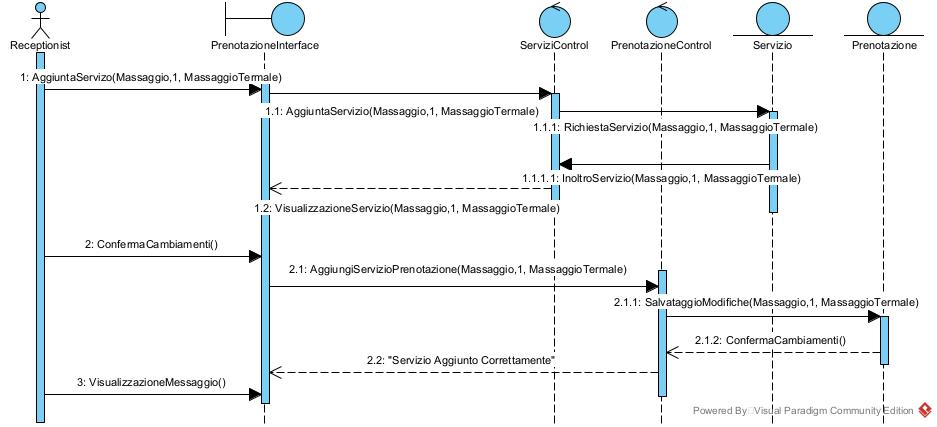 Receptionist
PrenotazioneInterface
ServiziControl
PrenotazioneControl
Servizio
Prenotazione
1: AggiuntaServizo(Massaggio,1, MassaggioTermale)
1.1: AggiuntaServizio(Massaggio,1, MassaggioTermale)
1.1.1: RichiestaServizio(Massaggio,1, MassaggioTermale)
1.1.1.1: InoltroServizio(Massaggio,1, MassaggioTermale)
1.2: VisualizzazioneServizio(Massaggio,1, MassaggioTermale)
2: ConfermaCambiamenti()
2.1: AggiungiServizioPrenotazione(Massaggio,1, MassaggioTermale)
2.1.1: SalvataggioModifiche(Massaggio,1, MassaggioTermale)
2.1.2: ConfermaCambiamenti()
2.2: "Servizio Aggiunto Correttamente"
3: VisualizzazioneMessaggio()
Powered By Visual Paradigm Community Edition